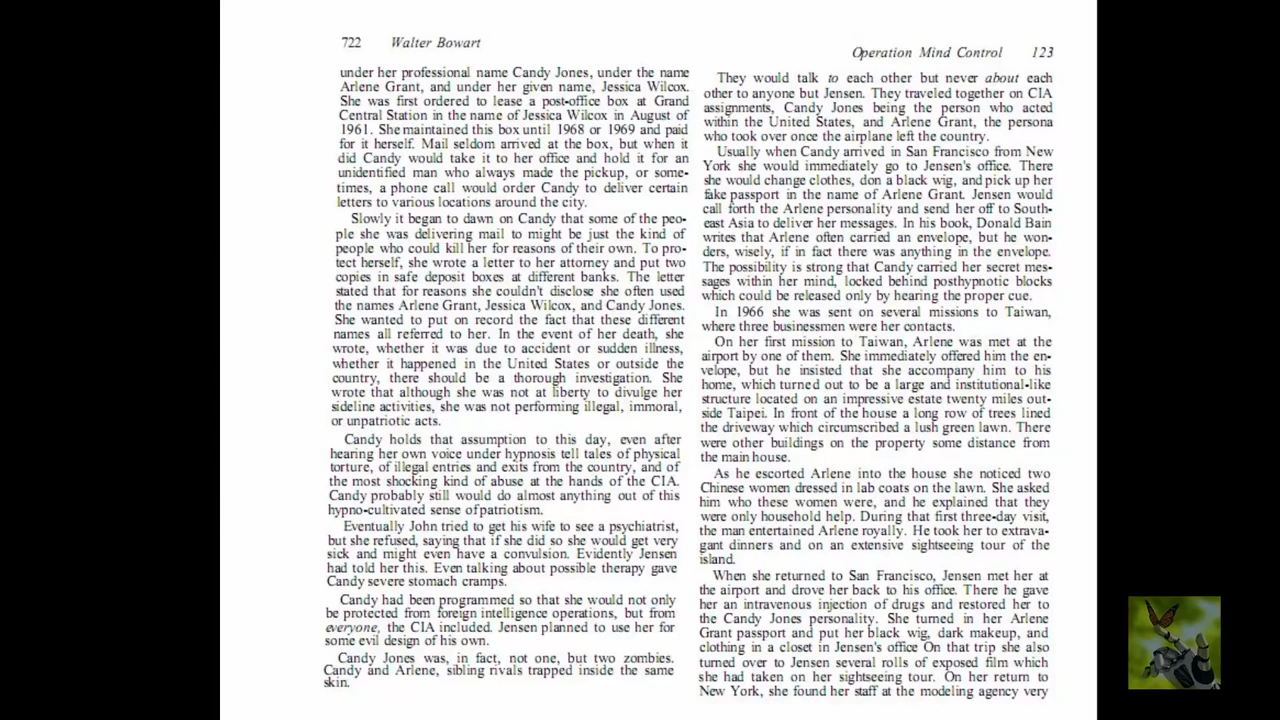 722 Walter Bowart
under her professional name Candy Jones, under the name
Arlene Grant, and under her given name, Jessica Wilcox.
She was first ordered to lease a post-office box at Grand
Central Station in the name of Jessica Wilcox in August of
1961. She maintained this box until 1968 or 1969 and paid
for it herself. Mail seldom arrived at the box, but when it
did Candy would take it to her office and hold it for an
unidentified man who always made the pickup, or some-
times, a phone call would order Candy to deliver certain
letters to various locations around the city.
Slowly it began to dawn on Candy that some of the peo-
ple she was delivering mail to might be just the kind of
people who could kill her for reasons of their own. To pro-
tect herself, she wrote a letter to her attorney and put two
copies in safe deposit boxes at different banks. The letter
stated that for reasons she couldn't disclose she often used
the names Arlene Grant, Jessica Wilcox, and Candy Jones.
She wanted to put on record the fact that these different
names all referred to her. In the event of her death, she
wrote, whether it was due to accident or sudden illness,
whether it happened in the United States or outside the
country, there should be a thorough investigation. She
wrote that although she was not at liberty to divulge her
sideline activities, she was not performing illegal, immoral,
or unpatriotic acts.
Candy holds that assumption to this day, even after
hearing her own voice under hypnosis tell tales of physical
torture, of illegal entries and exits from the country, and of
the most shocking kind of abuse at the hands of the CIA.
Candy probably still would do almost anything out of this
hypno-cultivated sense of patriotism.
Eventually John tried to get his wife to see a psychiatrist,
but she refused, saying that if she did so she would get very
sick and might even have a convulsion. Evidently Jensen
had told her this. Even talking about possible therapy gave
Candy severe stomach cramps.
Candy had been programmed so that she would not only
be protected from foreign intelligence operations, but from
everyone, the CIA included. Jensen planned to use her for
some evil design of his own.
Candy Jones was, in fact, not one, but two zombies.
Candy and Arlene, sibling rivals trapped inside the same
skin.
Operation Mind Control 123
They would talk to each other but never about each
other to anyone but Jensen. They traveled together on CIA
assignments, Candy Jones being the person who acted
within the United States, and Arlene Grant, the persona
who took over once the airplane left the country.
Usually when Candy arrived in San Francisco from New
York she would immediately go to Jensen's office. There
she would change clothes, don a black wig, and pick up her
fake passport in the name of Arlene Grant. Jensen would
call forth the Arlene personality and send her off to South-
east Asia to deliver her messages. In his book, Donald Bain
writes that Arlene often carried an envelope, but he won-
ders, wisely, if in fact there was anything in the envelope.
The possibility is strong that Candy carried her secret mes-
sages within her mind, locked behind posthypnotic blocks
which could be released only by hearing the proper cue.
In 1966 she was sent on several missions to Taiwan,
where three businessmen were her contacts.
On her first mission to Taiwan, Arlene was met at the
airport by one of them. She immediately offered him the en-
velope, but he insisted that she accompany him to his
home, which turned out to be a large and institutional-like
structure located on an impressive estate twenty miles out-
side Taipei. In front of the house a long row of trees lined
the driveway which circumscribed a lush green lawn. There
were other buildings on the property some distance from
the main house.
As he escorted Arlene into the house she noticed two
Chinese women dressed in lab coats on the lawn. She asked
him who these women were, and he explained that they
were only household help. During that first three-day visit,
the man entertained Arlene royally. He took her to extrava-
gant dinners and on an extensive sightseeing tour of the
island.
When she returned to San Francisco, Jensen met her at
the airport and drove her back to his office. There he gave
her an intravenous injection of drugs and restored her to
the Candy Jones personality. She turned in her Arlene
Grant passport and put her black wig, dark makeup, and
clothing in a closet in Jensen's office On that trip she also
turned over to Jensen several rolls of exposed film which
she had taken on her sightseeing tour. On her return to
New York, she found her staff at the modeling agency very